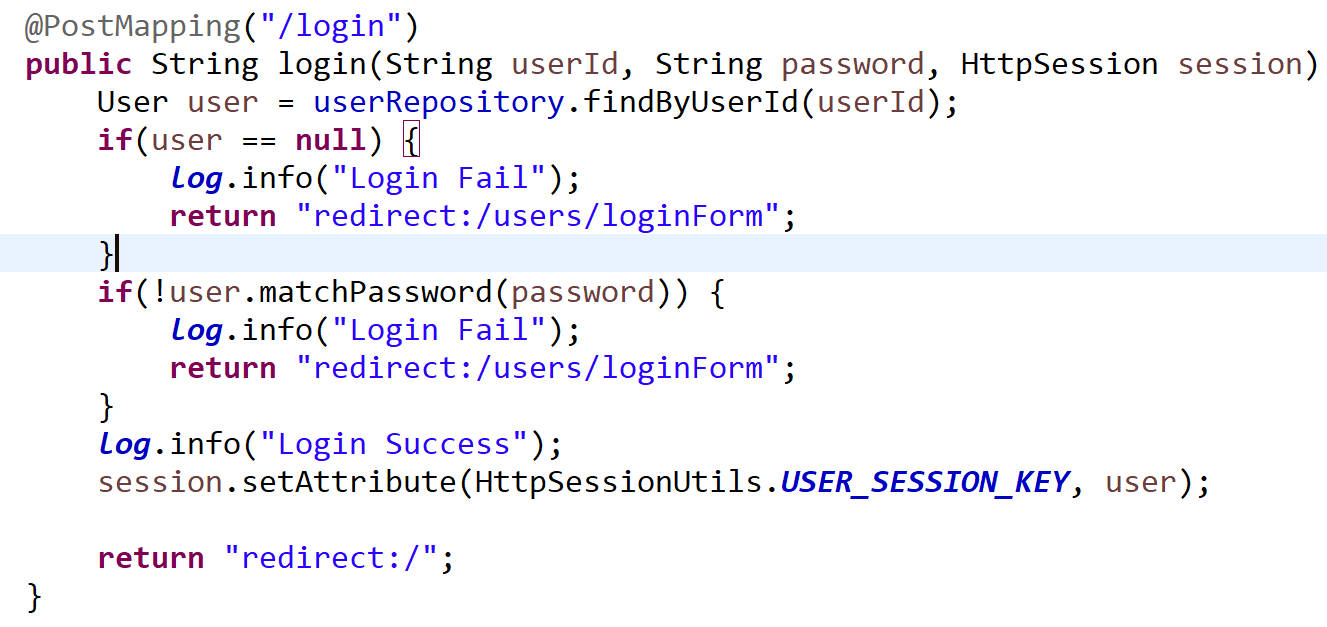 @PostMapping("/login")
public String login(String userId, String password, HttpSession session)
User user = userRepository.findByUserId(userId);
if(user == null) {
log.info("Login Fail");
return "redirect:/users/loginForm";
}
if(!user.matchPassword(password)) {
log.info("Login Fail");
return "redirect:/users/loginForm";
}
log.info("Login Success");
session.setAttribute(HttpSessionUtils.USER_SESSION_KEY, user);
return "redirect:/";
}